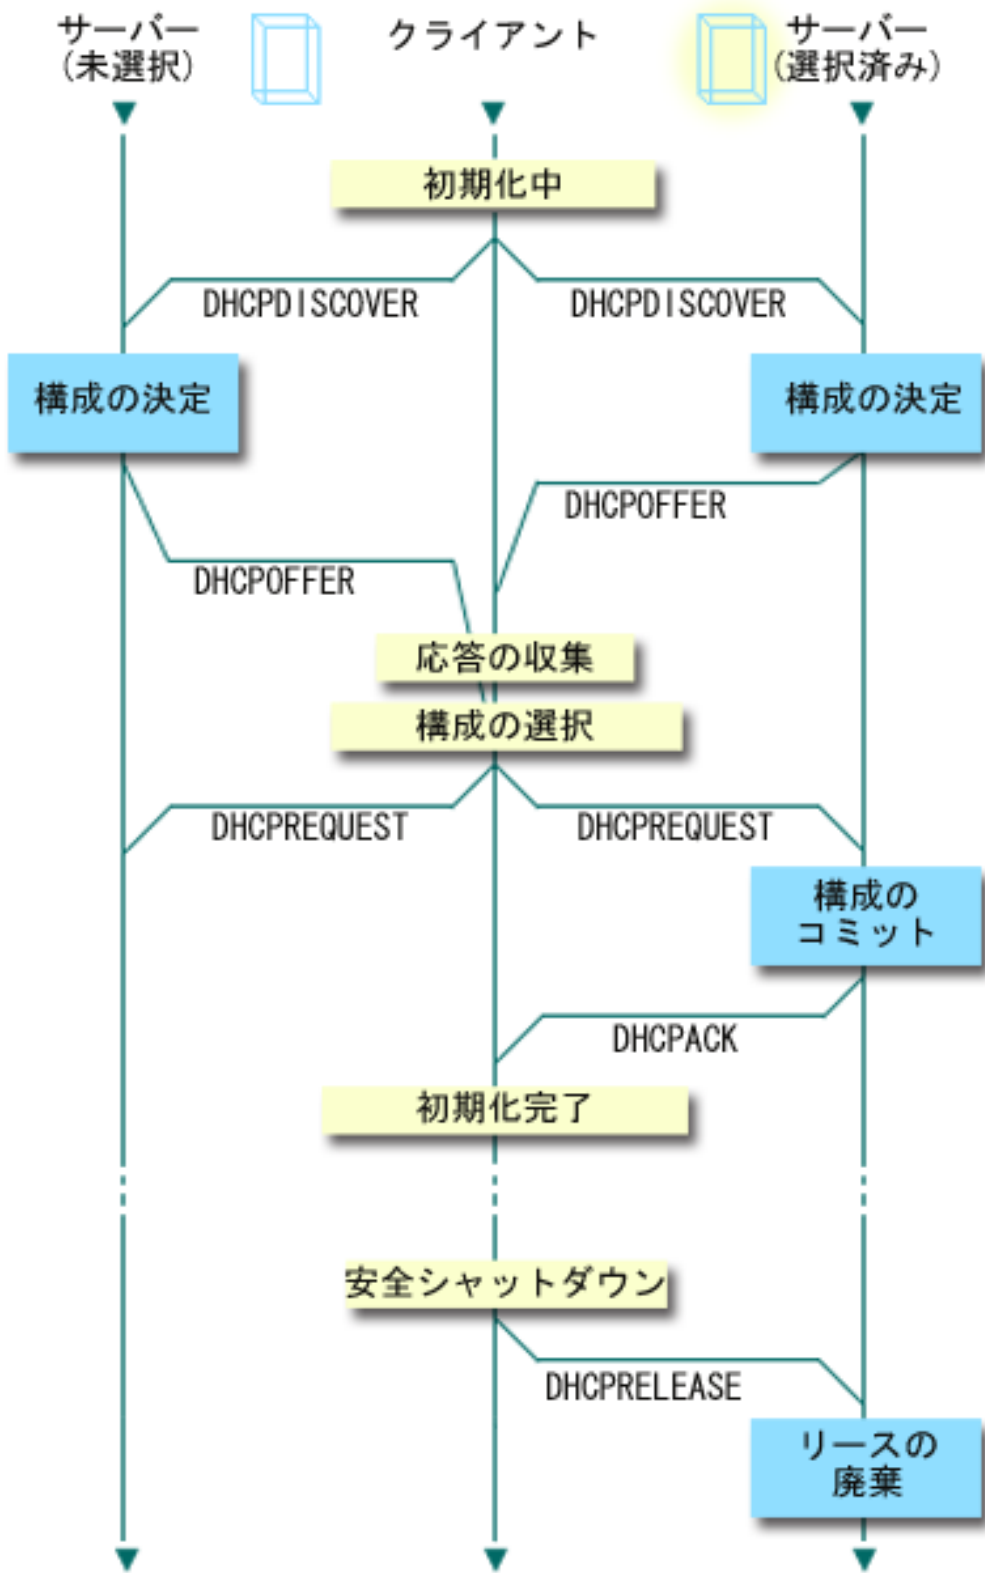 サーバー
(未選択)
クライアント
サーバー
(選択済み)
初期化中
DHCPDISCOVER
DHCPDISCOVER
構成の決定
構成の決定
DHCPOFFER
DHCPOFFER
応答の収集
構成の選択
DHCPREQUEST
DHCPREQUEST
構成の
コミット
DHCPACK
初期化完了
安全シャットダウン
DHCPRELEASE
リースの
廃棄